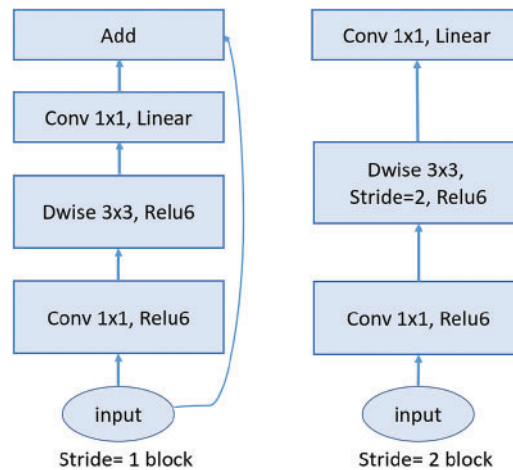 Add
Conv 1x1, Linear
Dwise 3x3, Relu6
Conv 1x1, Relu6
input
Stride= 1 block
Conv 1x1, Linear
Dwise 3x3,
Stride=2, Relu6
Conv 1x1, Relu6
input
Stride= 2 block